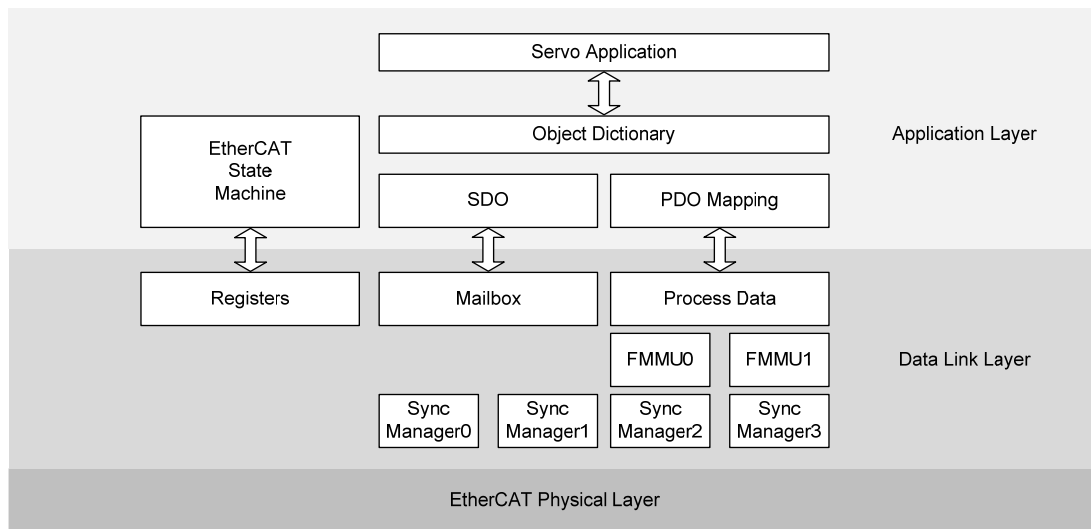 Servo Application
Object Dictionary
Application Layer
EtherCAT
State
Machine
SDO
PDO Mapping
Registers
Mailbox
Process Data
FMMU0
FMMU1
Data Link Layer
Sync
Manager0
Sync
Manager1
Sync
Manager2
Sync
Manager3
EtherCAT Physical Layer